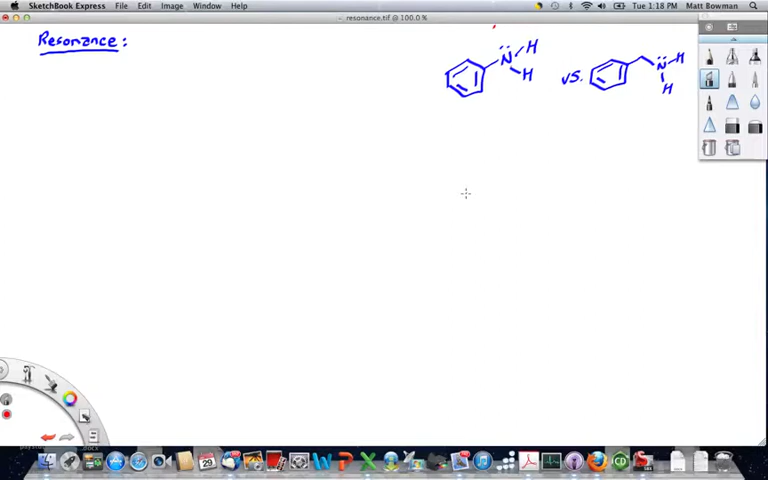 SketchBook Express File Edit Image Window Help Tue 1:18 PM Matt Bowman
resonance.tif @ 100.0 %
Resonance:
N H
H
vs.
N H
H